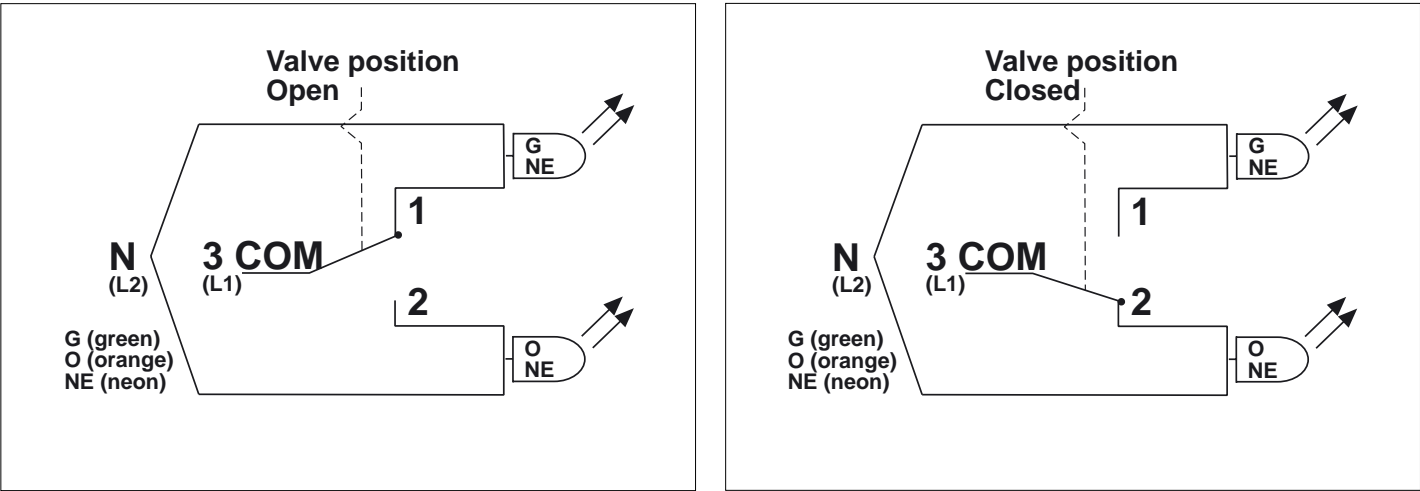 Valve position
Open
G
NE
1
N
(L2)
3 COM
(L1)
2
G (green)
O (orange)
NE (neon)
O
NE
Valve position
Closed
G
NE
1
N
(L2)
3 COM
(L1)
2
G (green)
O (orange)
NE (neon)
O
NE